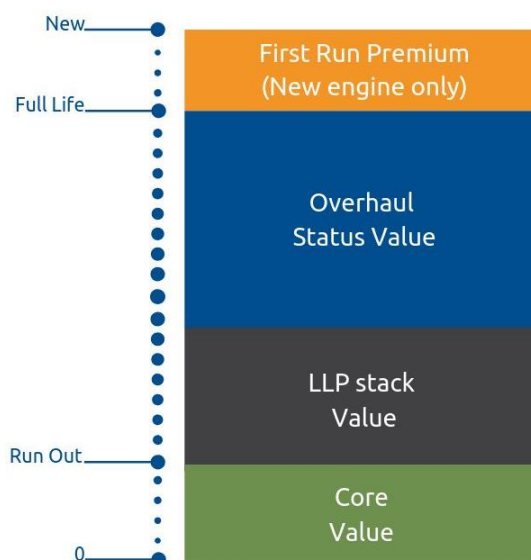 New
First Run Premium
(New engine only)
Full Life
Overhaul
Status Value
LLP stack
Value
Run Out
Core
Value
0